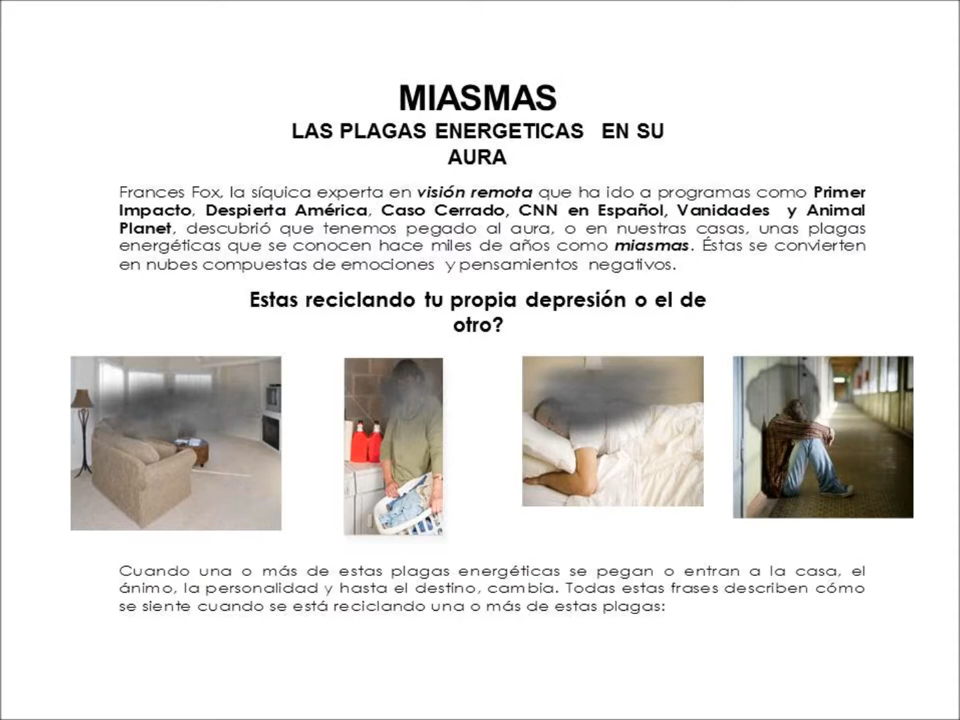 MIASMAS
LAS PLAGAS ENERGETICAS EN SU
AURA
Frances Fox, la síquica experta en visión remota que ha ido a programas como Primer
Impacto, Despierta América, Caso Cerrado, CNN en Español, Vanidades y Animal
Planet, descubrió que tenemos pegado al aura, o en nuestras casas, unas plagas
energéticas que se conocen hace miles de años como miasmas. Éstas se convierten
en nubes compuestas de emociones y pensamientos negativos.
Estas reciclando tu propia depresión o el de
otro?
Cuando una o más de estas plagas energéticas se pegan o entran a la casa, el
ánimo, la personalidad y hasta el destino, cambia. Todas estas frases describen cómo
se siente cuando se está reciclando una o más de estas plagas: